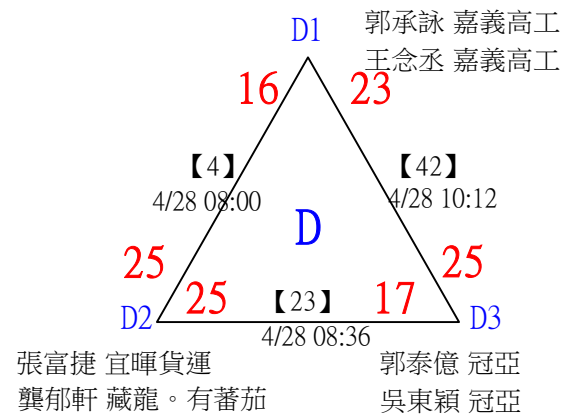 D1
郭承詠 嘉義高工
王念丞 嘉義高工
16
23
【4】
4/28 08:00
【42】
4/28 10:12
D
25
25
【23】
17
25
D2
4/28 08:36
D3
張富捷 宜暉貨運
龔郁軒 藏龍。有蕃茄
郭泰億 冠亞
吳東穎 冠亞